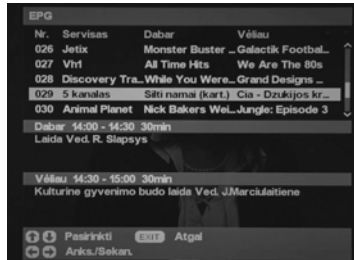 EPG
Nr. Servisas Dabar Vėliau
026 Jetix Monster Buster ... Galactik Footbal...
027 Vh1 All Time Hits We Are The 80s
028 Discovery Tra... While You Were... Grand Designs ...
029 5 kanalas Šilti namai (kart.) Cia - Dzukijos kr...
030 Animal Planet Nick Bakers Wei... Jungle: Episode 3
Dabar 14:00 - 14:30 30min
Laida Ved. R. Slapsys
Vėliau 14:30 - 15:00 30min
Kulturine gyvenimo budo laida Ved. J.Marciulaitiene
Pasirinkti EXIT Atgal
Anks./Sekan.